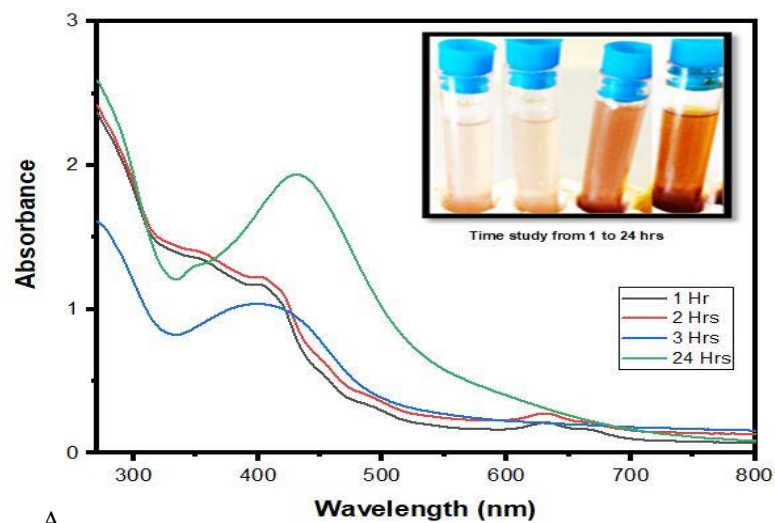 3
2
1
0
Absorbance
Time study from 1 to 24 hrs
1 Hr
2 Hrs
3 Hrs
24 Hrs
300 400 500 600 700 800
Wavelength (nm)
A